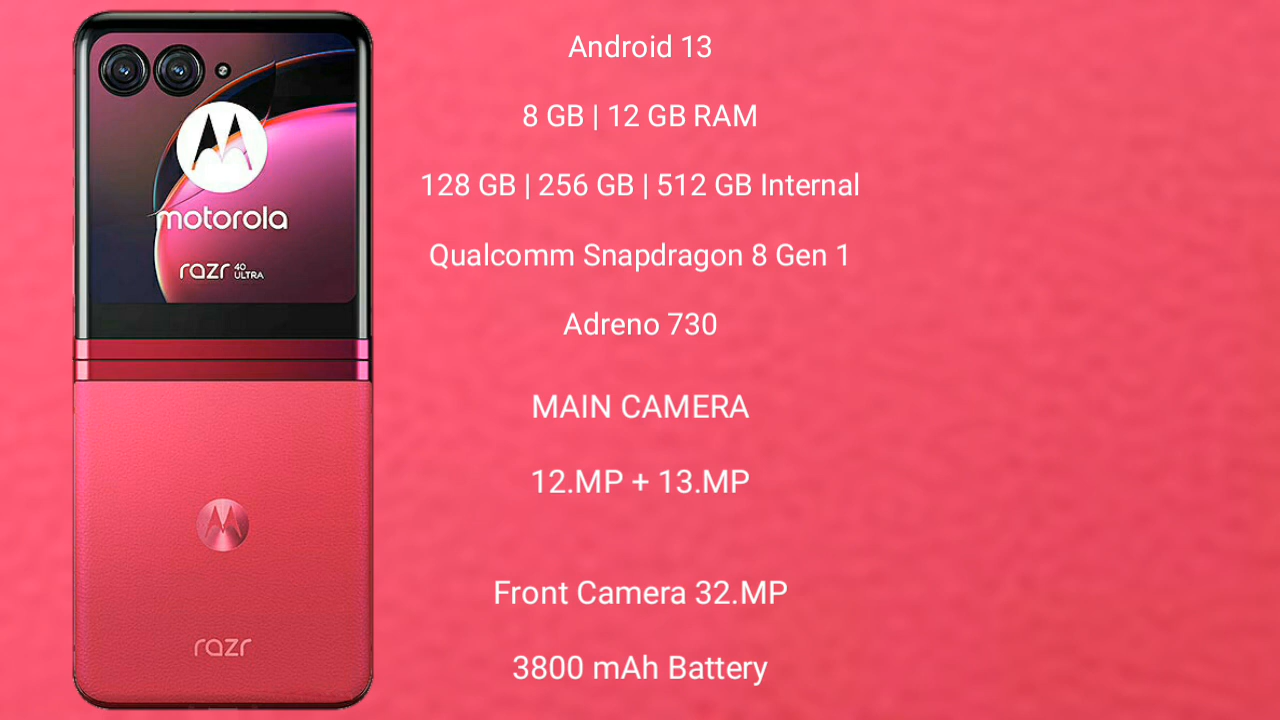 motorola
razr 40 ULTRA
razr
Android 13
8 GB | 12 GB RAM
128 GB | 256 GB | 512 GB Internal
Qualcomm Snapdragon 8 Gen 1
Adreno 730
MAIN CAMERA
12.MP + 13.MP
Front Camera 32.MP
3800 mAh Battery